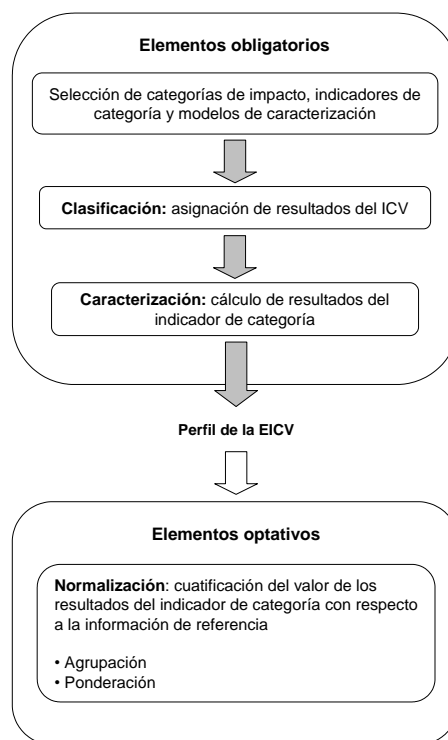 Elementos obligatorios
Selección de categorías de impacto, indicadores de
categoría y modelos de caracterización
Clasificación: asignación de resultados del ICV
Caracterización: cálculo de resultados del
indicador de categoría
Perfil de la EICV
Elementos optativos
Normalización: cuatificación del valor de los
resultados del indicador de categoría con respecto
a la información de referencia
• Agrupación
• Ponderación